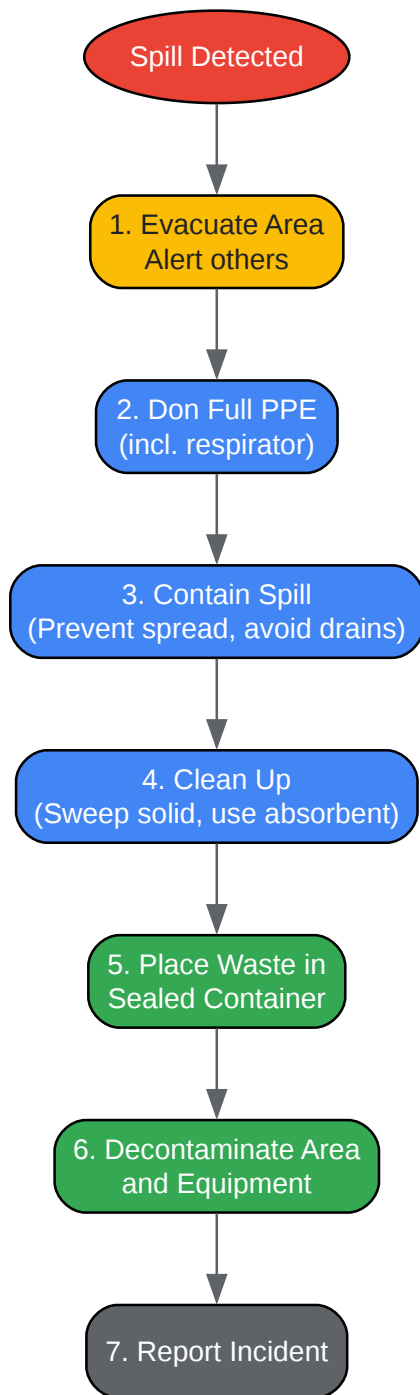 Spill Detected
1. Evacuate Area
Alert others
2. Don Full PPE
(incl. respirator)
3. Contain Spill
(Prevent spread, avoid drains)
4. Clean Up
(Sweep solid, use absorbent)
5. Place Waste in
Sealed Container
6. Decontaminate Area
and Equipment
7. Report Incident